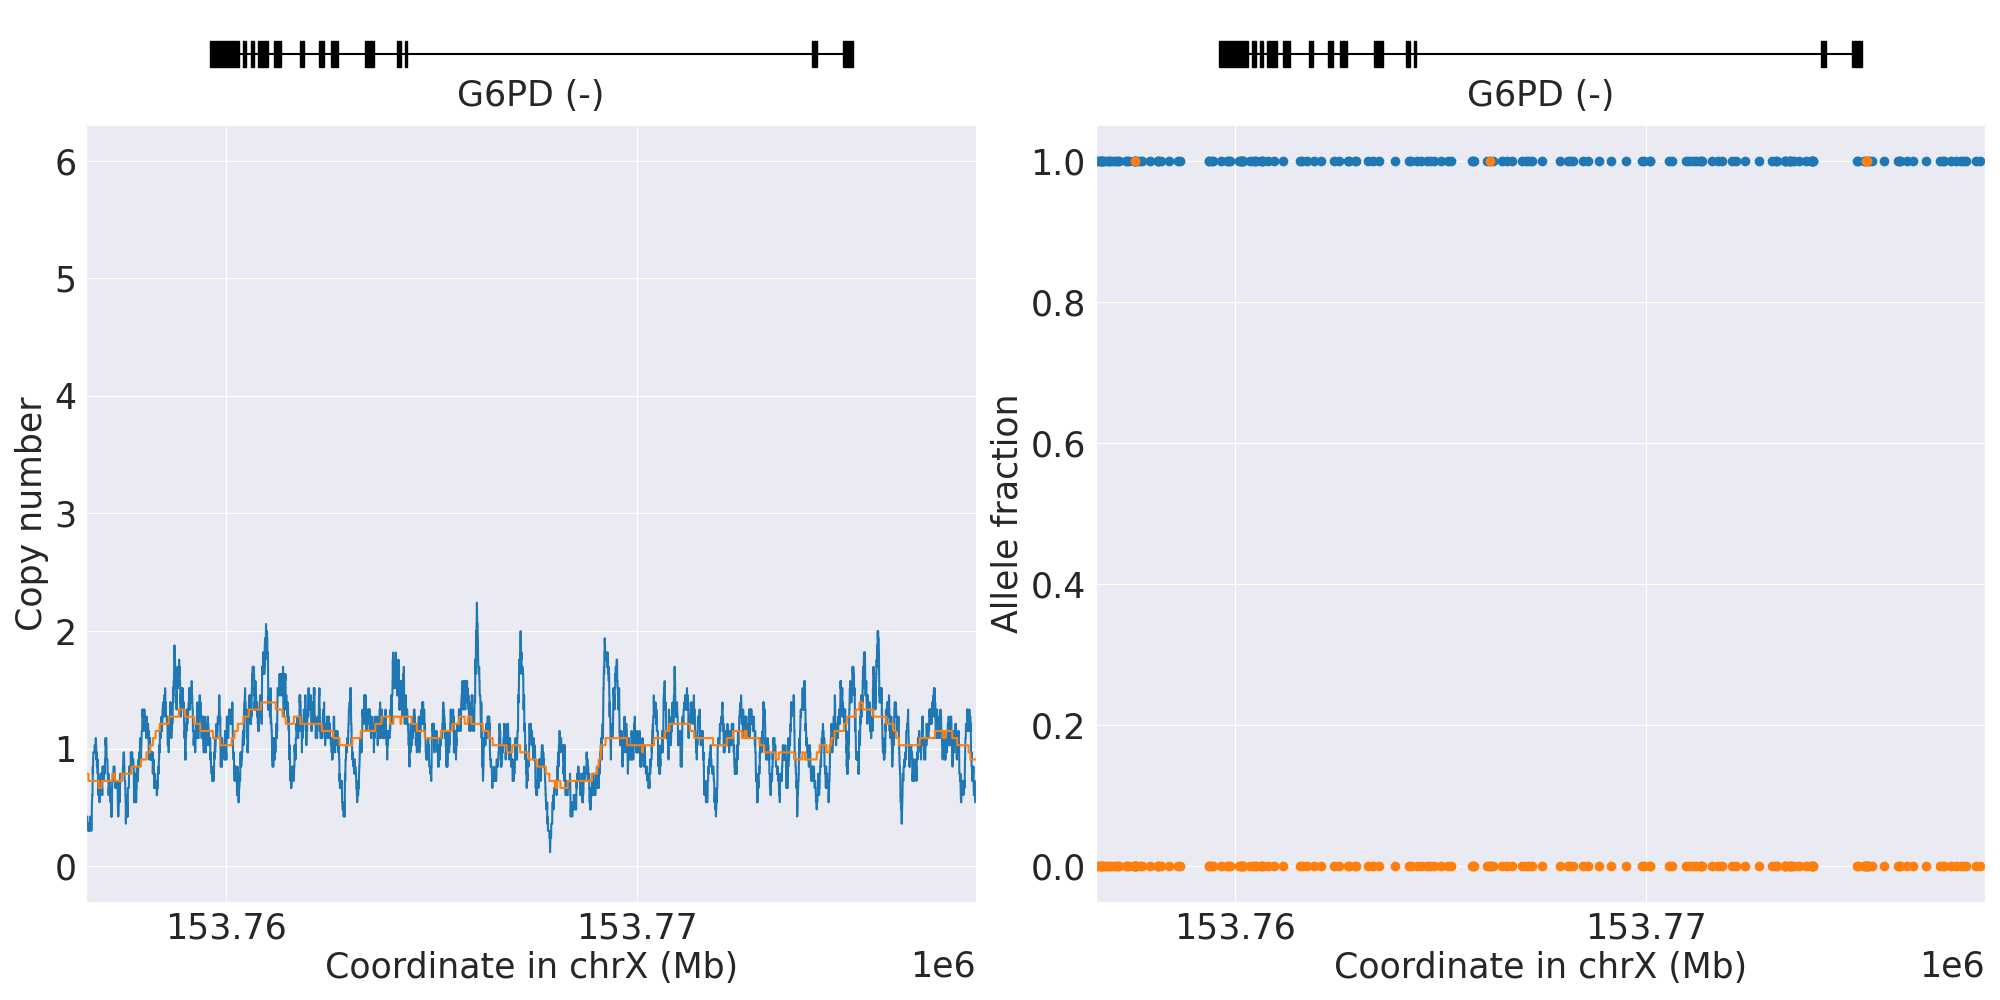 G6PD (-)
6
5
4
3
2
1
0
Copy number
153.76
153.77
Coordinate in chrX (Mb)
1e6
G6PD (-)
1.0
0.8
0.6
0.4
0.2
0.0
Allele fraction
153.76
153.77
Coordinate in chrX (Mb)
1e6